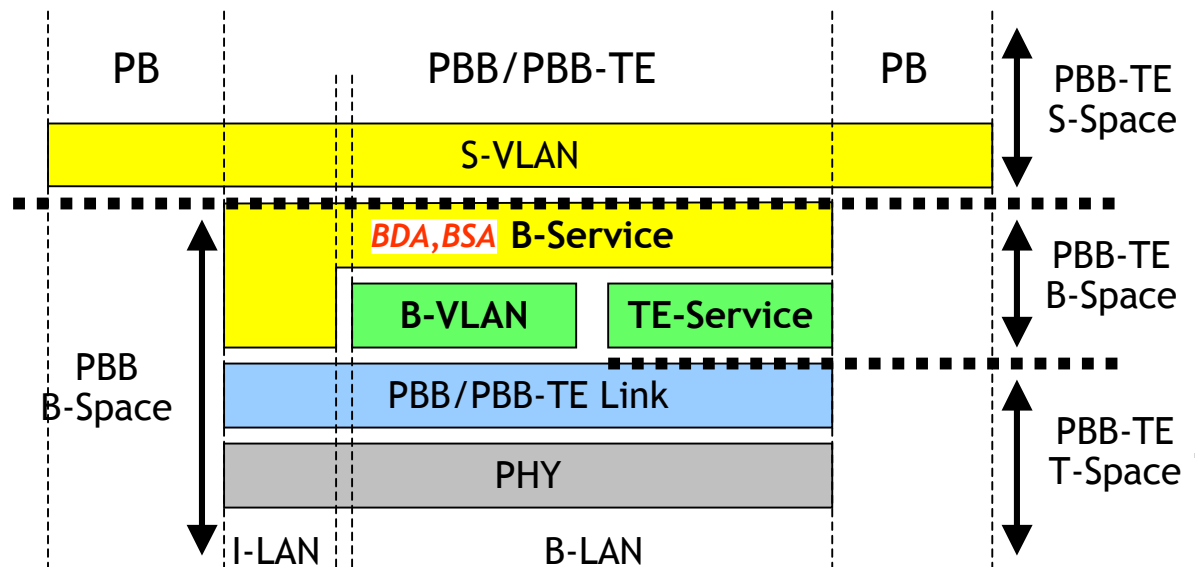 PB
PBB/PBB-TE
PB
PBB-TE
S-Space
S-VLAN
BDA,BSA B-Service
PBB-TE
B-Space
B-VLAN
TE-Service
PBB
B-Space
PBB/PBB-TE Link
PBB-TE
T-Space
PHY
I-LAN
B-LAN